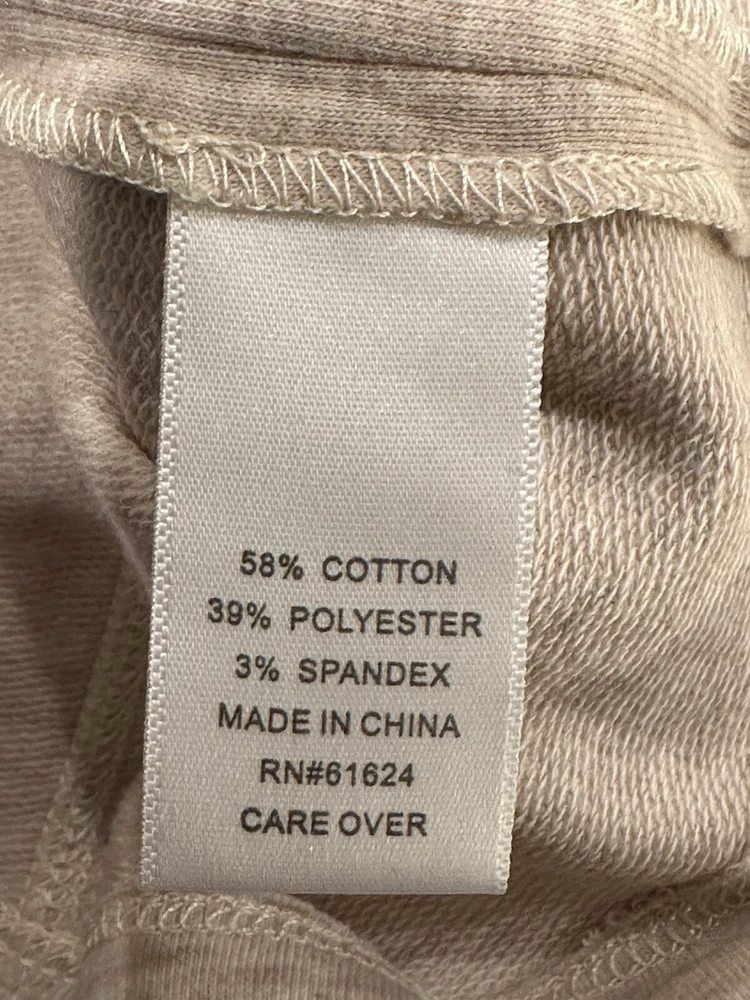 58% COTTON
39% POLYESTER
3% SPANDEX
MADE IN CHINA
RN#61624
CARE OVER